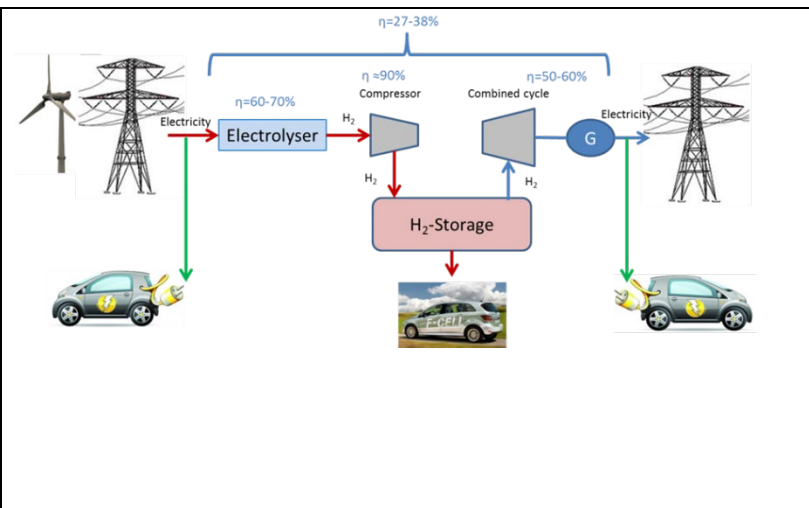 η=27-38%
η ≈90%
η=50-60%
Compressor
Combined cycle
η=60-70%
H₂
Electricity
Electricity
Electrolyser
G
H₂
H₂
H₂-Storage
F-CELL